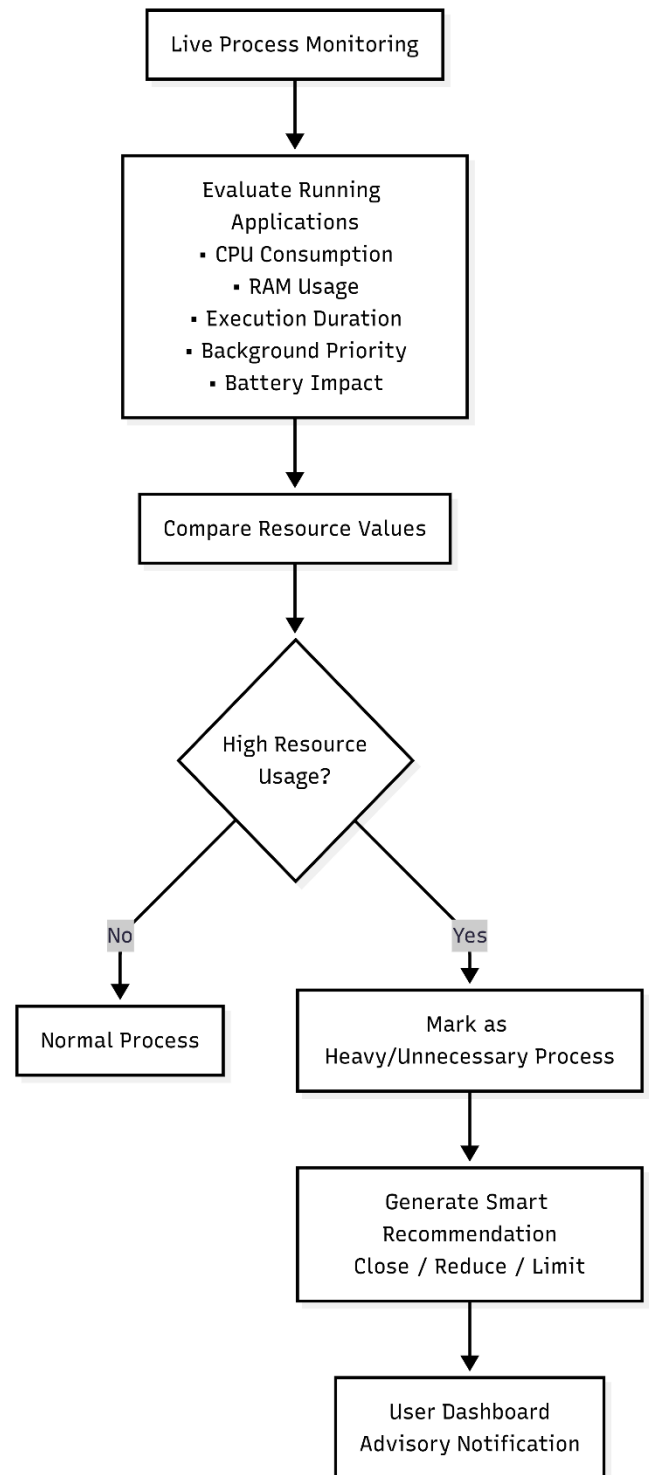 Live Process Monitoring
Evaluate Running
Applications
▪ CPU Consumption
▪ RAM Usage
▪ Execution Duration
▪ Background Priority
▪ Battery Impact
Compare Resource Values
High Resource
Usage?
No
Yes
Normal Process
Mark as
Heavy/Unnecessary Process
Generate Smart
Recommendation
Close / Reduce / Limit
User Dashboard
Advisory Notification